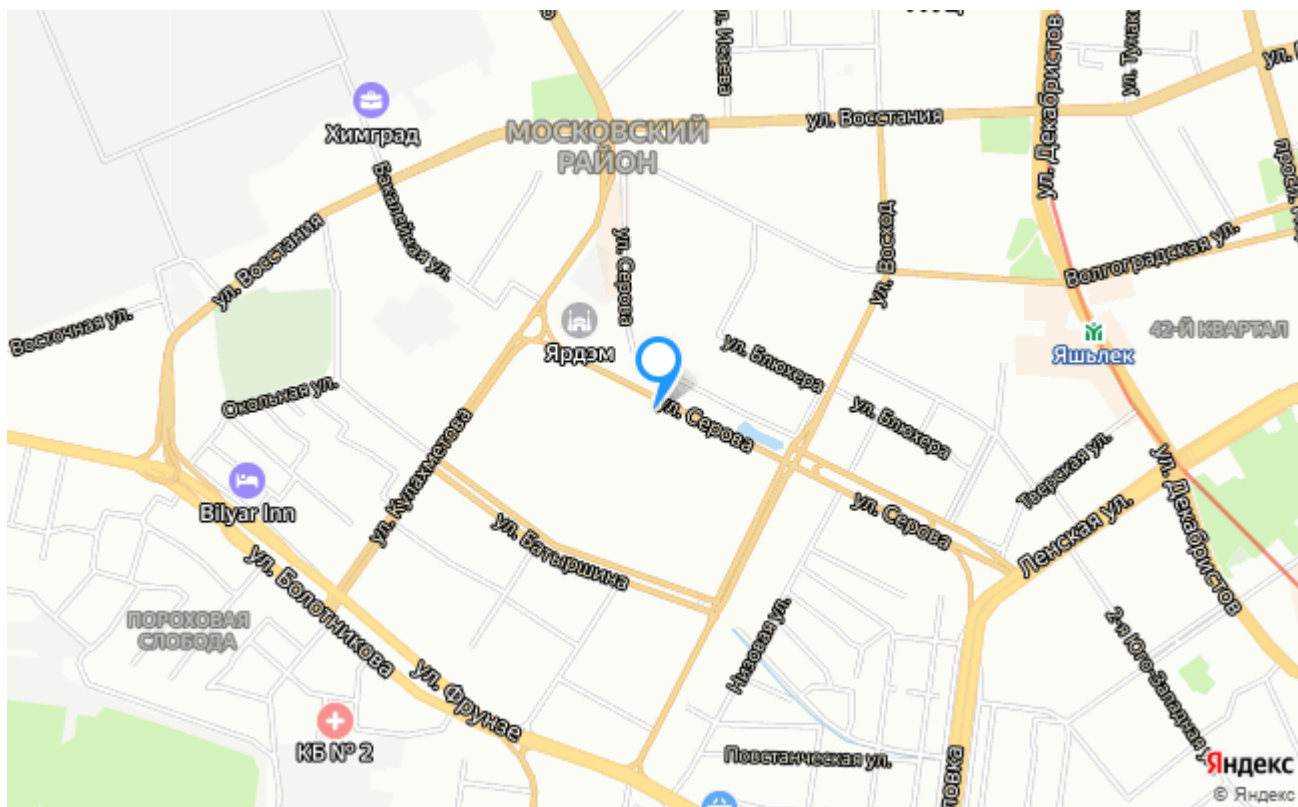 ул. Исаева
ул. Декабристов
ул. Восстания
Химград
МОСКОВСКИЙ
РАЙОН
Бакалейная ул.
ул. Серова
ул. Восход
Волгоградская ул.
ул. Восстания
Восточная ул.
Ярдэм
ул. Блюхера
Яшьлек
42-Й КВАРТАЛ
Окольная ул.
ул. Кулахметова
ул. Серова
ул. Блюхера
Тверская ул.
ул. Декабристов
Bilyar Inn
ул. Батыршина
ул. Серова
Ленская ул.
ПОРОХОВАЯ
СЛОБОДА
ул. Болотникова
ул. Фрунзе
Низовая ул.
2-я Юго-Западная у
КБ № 2
Повстанческая ул.
Яндекс
© Яндекс